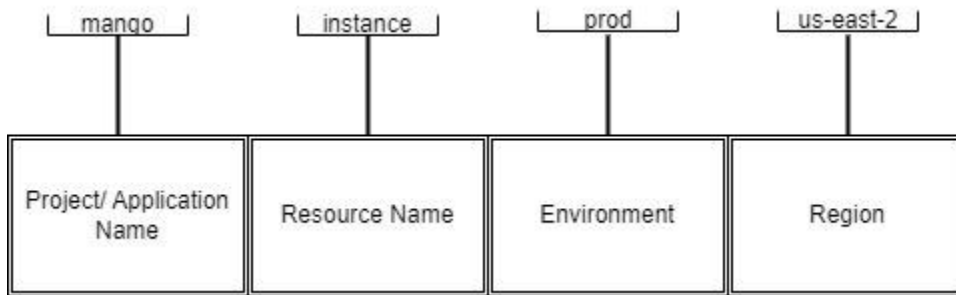 mango
instance
prod
us-east-2
Project/ Application
Name
Resource Name
Environment
Region